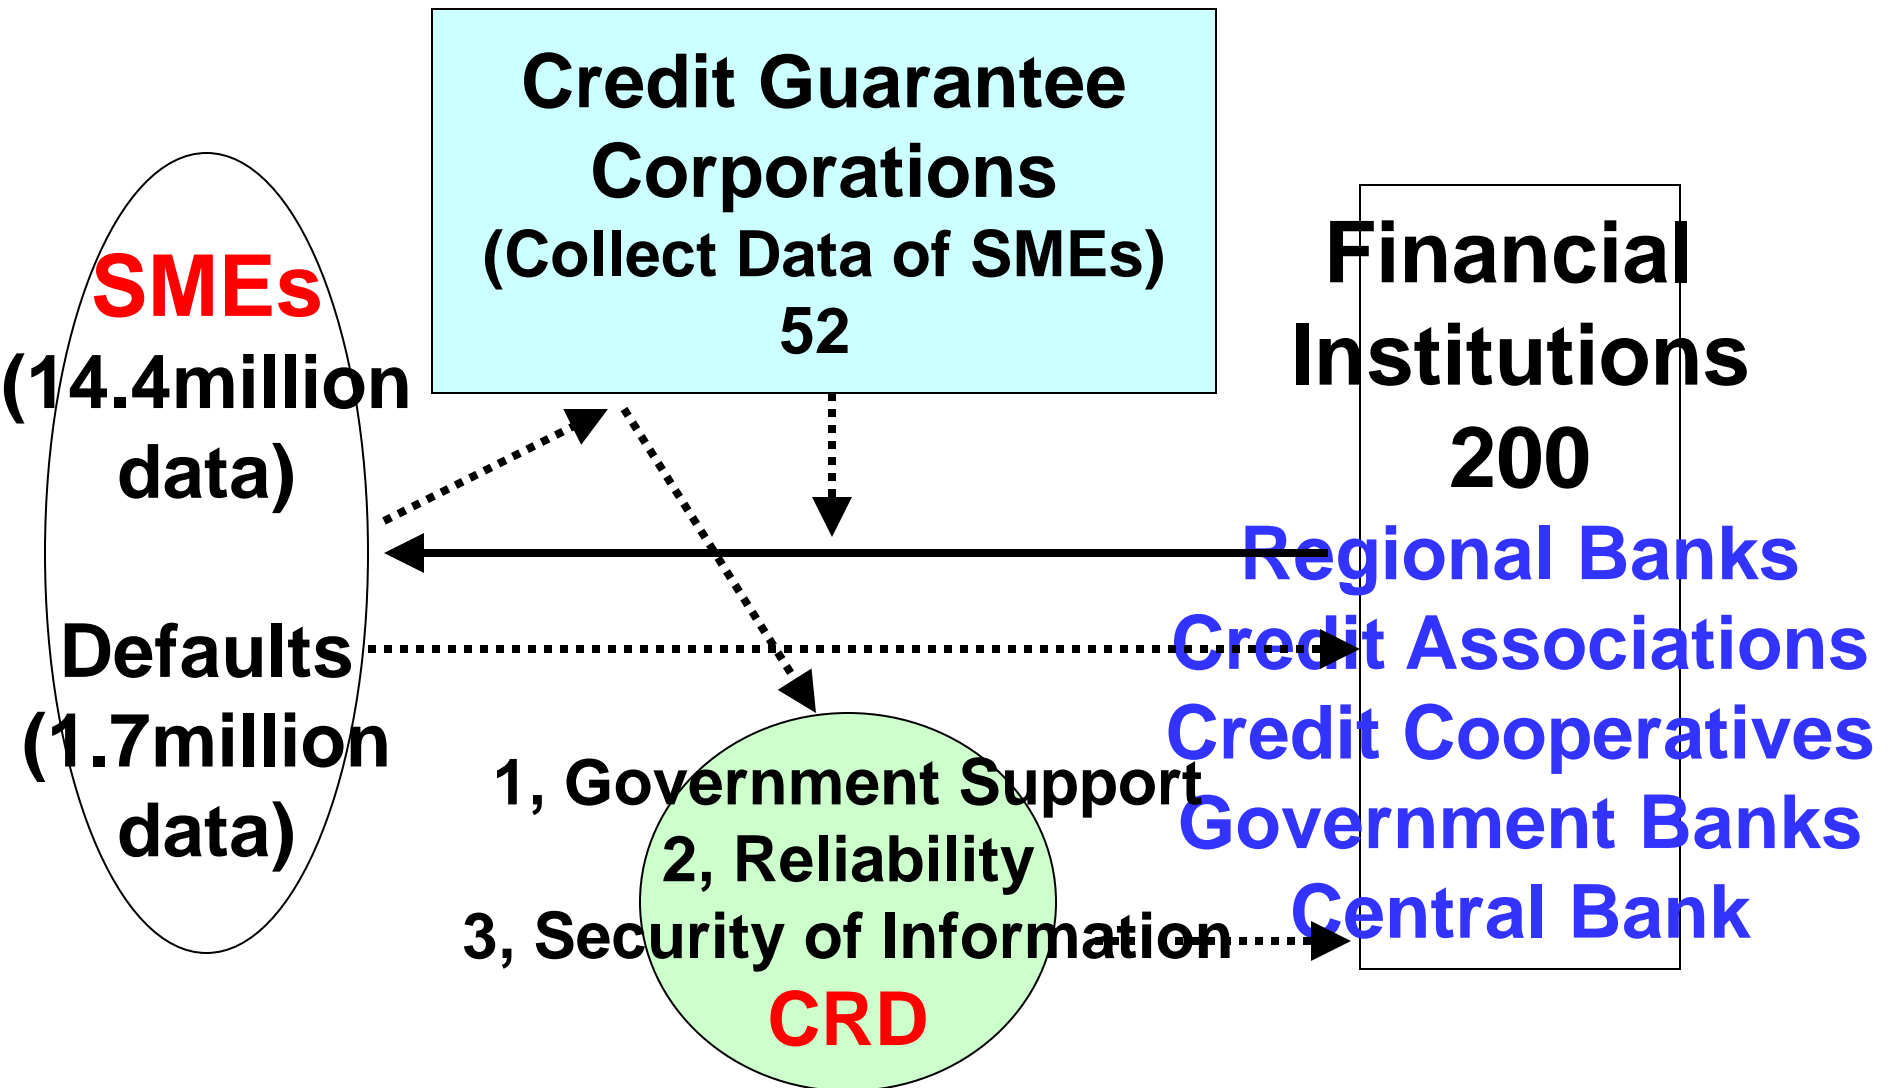 Credit Guarantee
Corporations
(Collect Data of SMEs)
52
SMEs
(14.4million
data)
Defaults
(1.7million
data)
Financial
Institutions
200
Regional Banks
Credit Associations
Credit Cooperatives
Government Banks
Central Bank
1, Government Support
2, Reliability
3, Security of Information
CRD